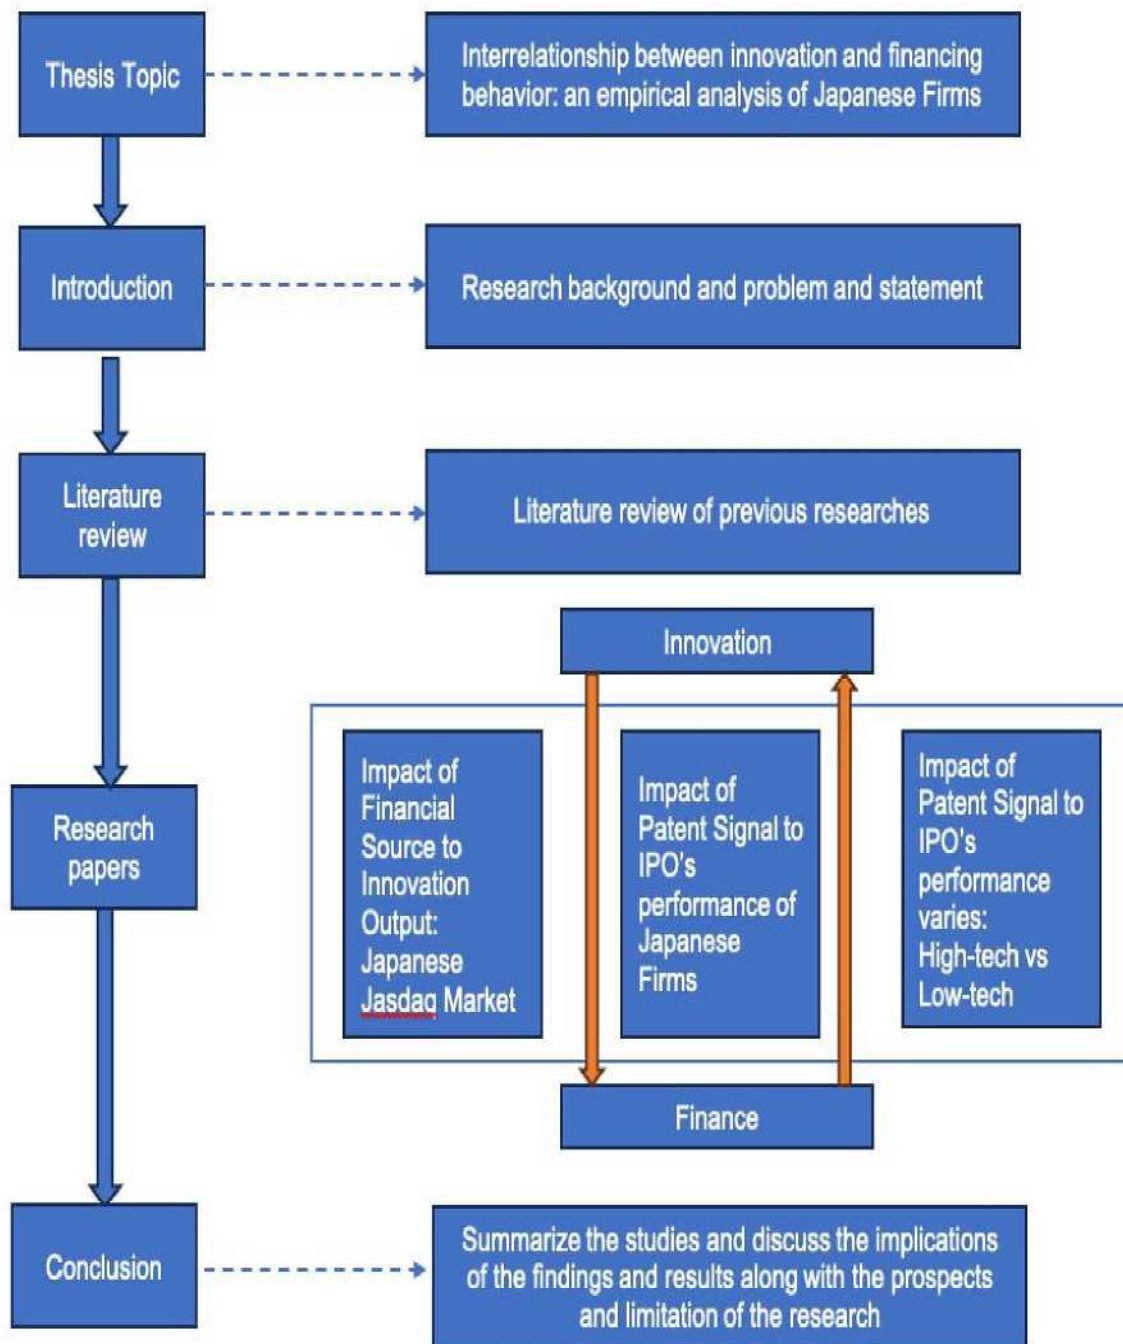 Thesis Topic
Interrelationship between innovation and financing
behavior: an empirical analysis of Japanese Firms
Introduction
Research background and problem and statement
Literature
review
Literature review of previous researches
Innovation
Research
papers
Impact of
Financial
Source to
Innovation
Output:
Japanese
Jasdaq Market
Impact of
Patent Signal to
IPO's
performance of
Japanese
Firms
Impact of
Patent Signal to
IPO's
performance
varies:
High-tech vs
Low-tech
Finance
Conclusion
Summarize the studies and discuss the implications
of the findings and results along with the prospects
and limitation of the research